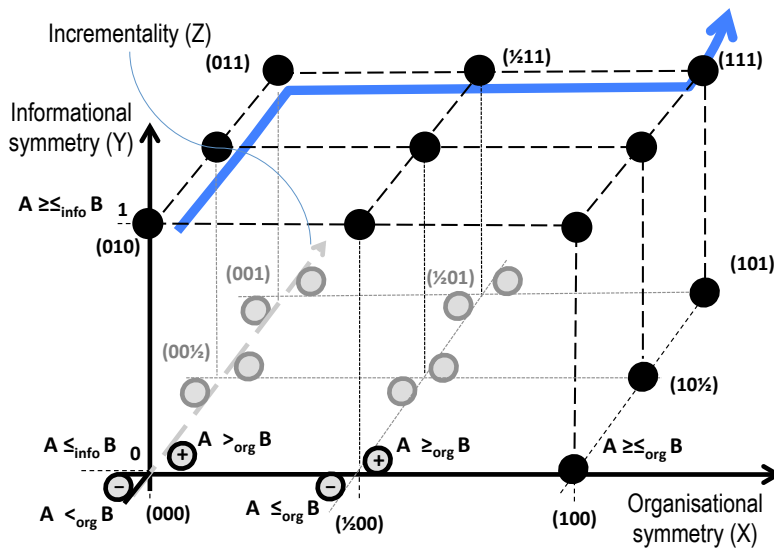 Incrementality (Z)
(011)
(½11)
(111)
Informational
symmetry (Y)
A ≥≤info B
1
(010)
(001)
(½01)
(101)
(00½)
(10½)
A ≤info B
0
A >org B
A ≥org B
A ≥≤org B
+
+
−
−
A <org B
(000)
A ≤org B
(½00)
(100)
Organisational
symmetry (X)